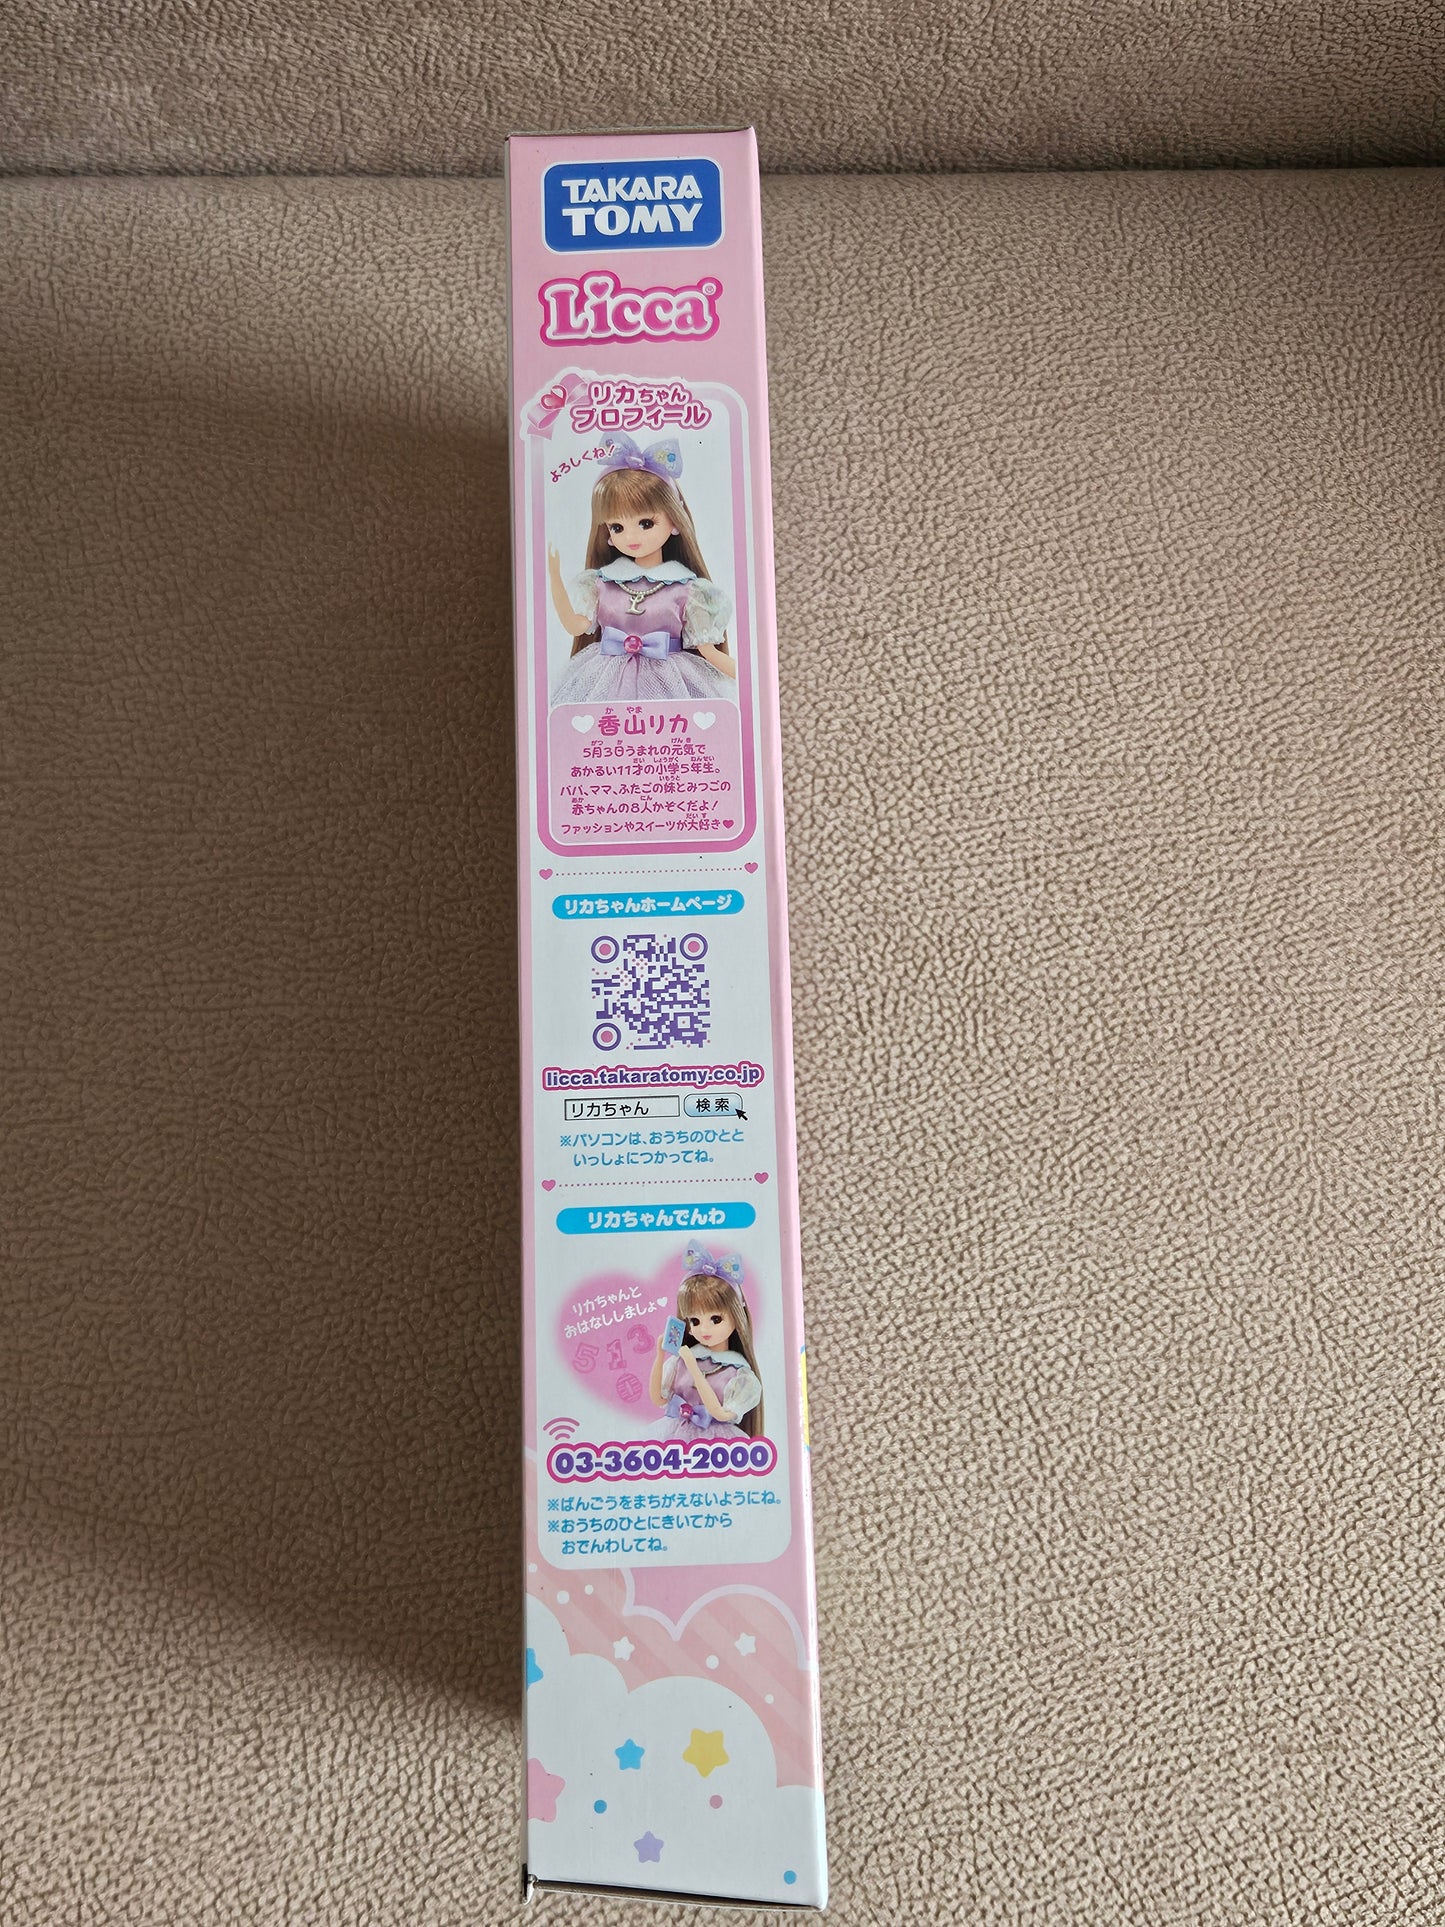 TAKARA
TOMY
Licca®
リカちゃん
プロフィール
よろしくね!
香山リカ
5月3日うまれの元気で
あかるい11才の小学5年生。
パパ、ママ、ふたごの妹とみつごの
赤ちゃんの8人かぞくだよ!
ファッションやスイーツが大好き♥
リカちゃんホームページ
licca.takaratomy.co.jp
リカちゃん 検索
※パソコンは、おうちのひとと
いっしょにつかってね。
リカちゃんでんわ
リカちゃんと
おはなししましょ♥
5 1 3
03-3604-2000
※ばんごうをまちがえないようにね。
※おうちのひとにきいてから
おでんわしてね。